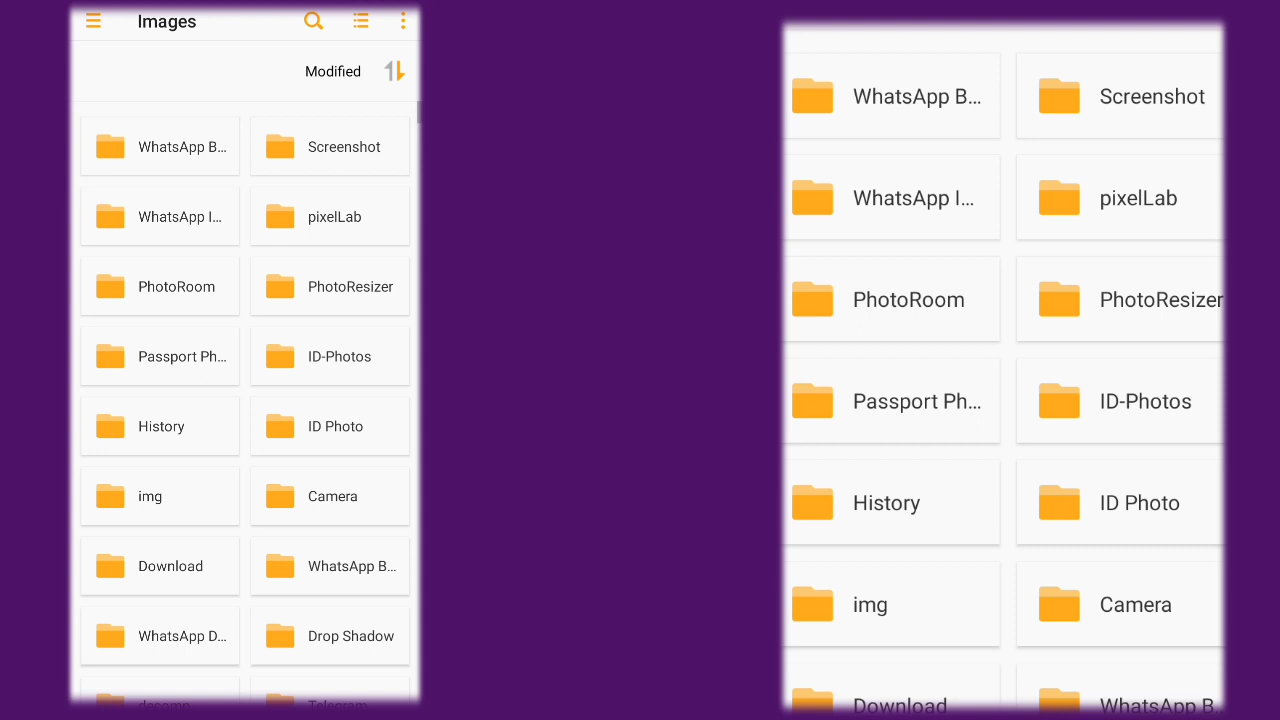 Images
Modified
WhatsApp B...
Screenshot
WhatsApp I...
pixelLab
PhotoRoom
PhotoResizer
Passport Ph...
ID-Photos
History
ID Photo
img
Camera
Download
WhatsApp B...
WhatsApp D...
Drop Shadow
Telegram
WhatsApp B...
Screenshot
WhatsApp I...
pixelLab
PhotoRoom
PhotoResizer
Passport Ph...
ID-Photos
History
ID Photo
img
Camera
Download
WhatsApp B